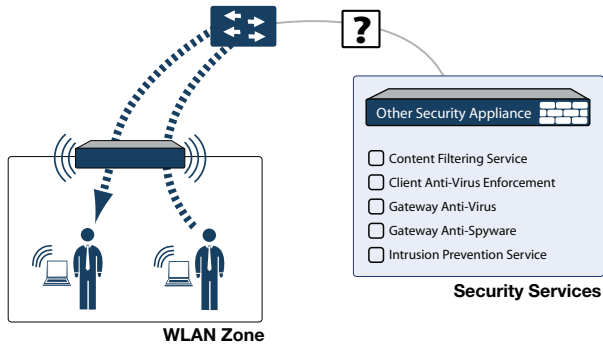 ?
Other Security Appliance
Content Filtering Service
Client Anti-Virus Enforcement
Gateway Anti-Virus
Gateway Anti-Spyware
Intrusion Prevention Service
Security Services
WLAN Zone